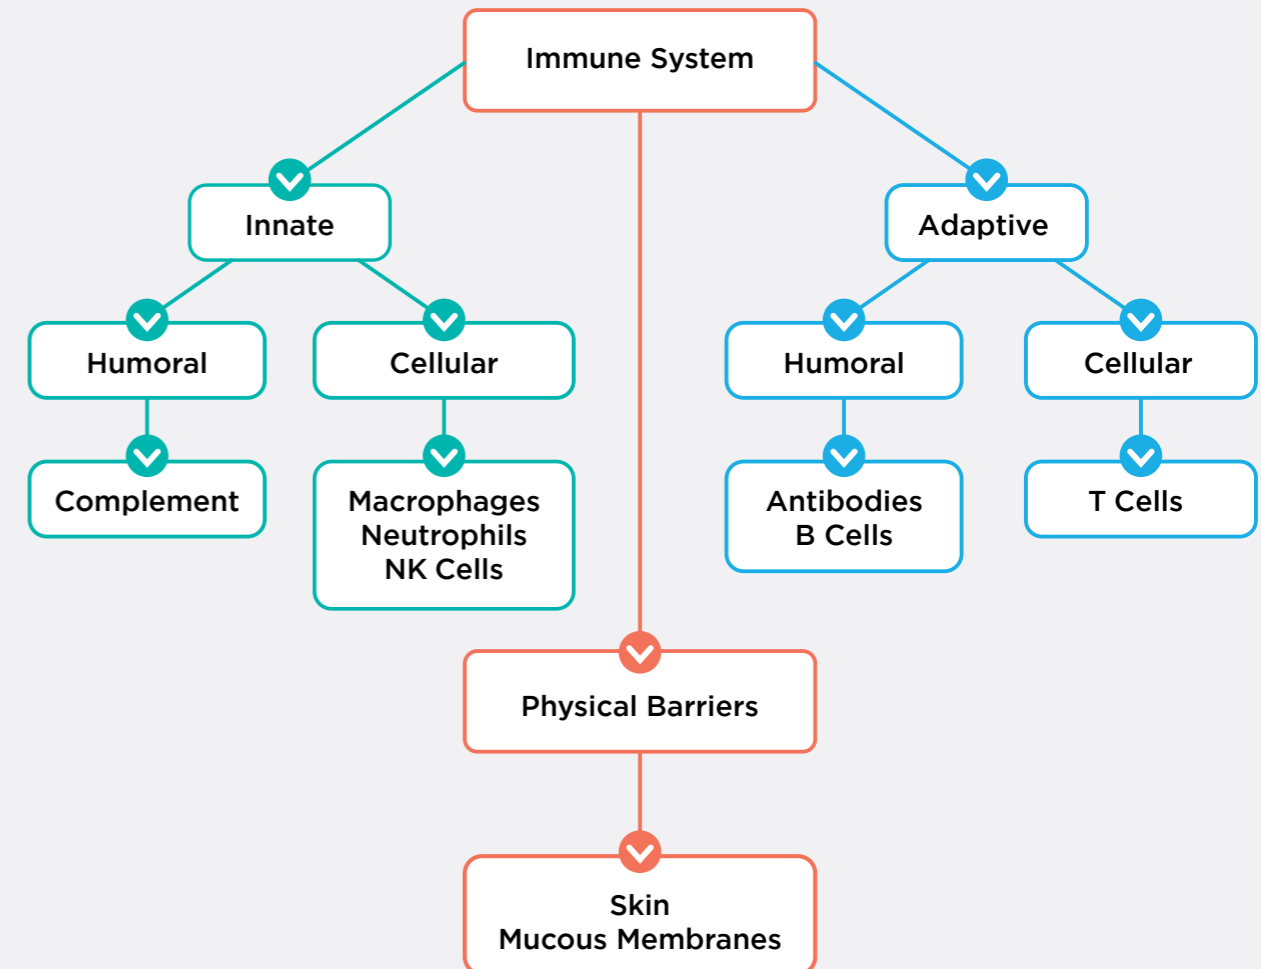 Immune System
Innate
Adaptive
Humoral
Cellular
Humoral
Cellular
Complement
Macrophages
Neutrophils
NK Cells
Antibodies
B Cells
T Cells
Physical Barriers
Skin
Mucous Membranes